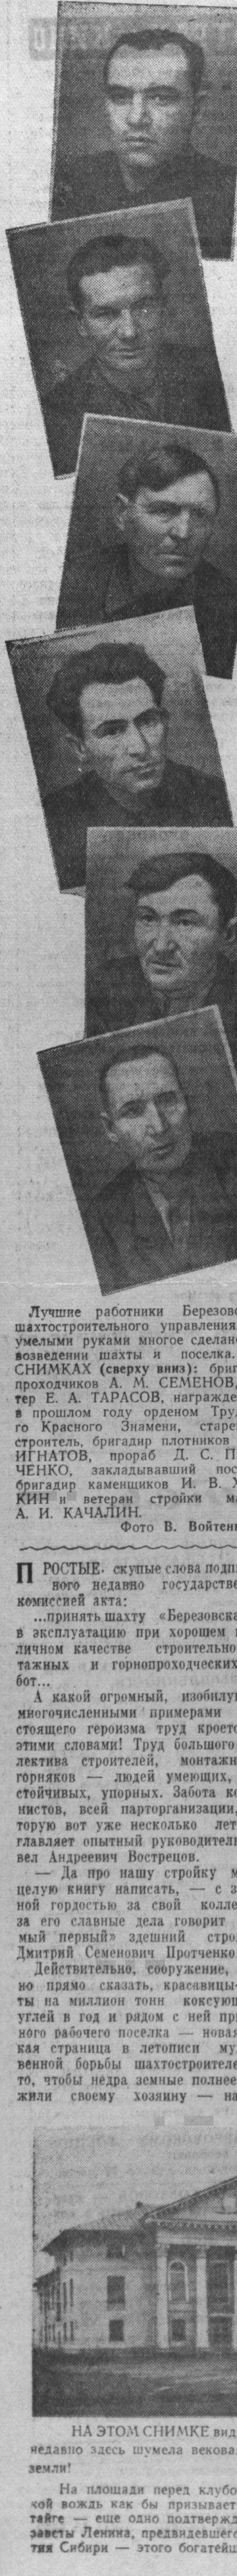 Лучшие работники Березовс
шахтостроительного управления.
умелыми руками многое сделано
возведении шахты и поселка.
СНИМКАХ (сверху вниз): бриг
проходчиков А. М. СЕМЕНОВ,
тер Е. А. ТАРАСОВ, награжде
в прошлом году орденом Тру
го Красного Знамени, старе
строитель, бригадир плотников
ИГНАТОВ, прораб Д. С. П
ЧЕНКО, закладывавший пос
бригадир каменщиков И. В. Х
КИН и ветеран стройки м
А. И. КАЧАЛИН.
Фото В. Войтен
ПРОСТЫЕ, скупые слова подп
ного недавно государстве
комиссией акта:
...принять шахту «Березовска
в эксплуатацию при хорошем и
личном качестве строительно
тажных и горнопроходческих
бот...
А какой огромный, изобилу
многочисленными примерами
стоящего героизма труд кроетс
этими словами! Труд большого
лектива строителей, монтажн
горняков — людей умеющих,
стойчивых, упорных. Забота ко
нистов, всей парторганизации,
торую вот уже несколько лет
главляет опытный руководитель
вел Андреевич Вострецов.
— Да про нашу стройку м
целую книгу написать, — с з
ной гордостью за свой колле
за его славные дела говорит
мый первый» здешний стро
Дмитрий Семенович Протченко
Действительно, сооружение,
но прямо сказать, красавицы-
ты на миллион тонн коксующ
углей в год и рядом с ней пр
ного рабочего поселка — новая
кая страница в летописи му
венной борьбы шахтостроителе
то, чтобы недра земные полнее
жили своему хозяину — на
НА ЭТОМ СНИМКЕ вид
недавно здесь шумела векова
земли!
На площади перед клубо
кой вождь как бы призывает
тайге — еще одно подтвержд
заветы Ленина, предвидевшего
тия Сибири — этого богатейш